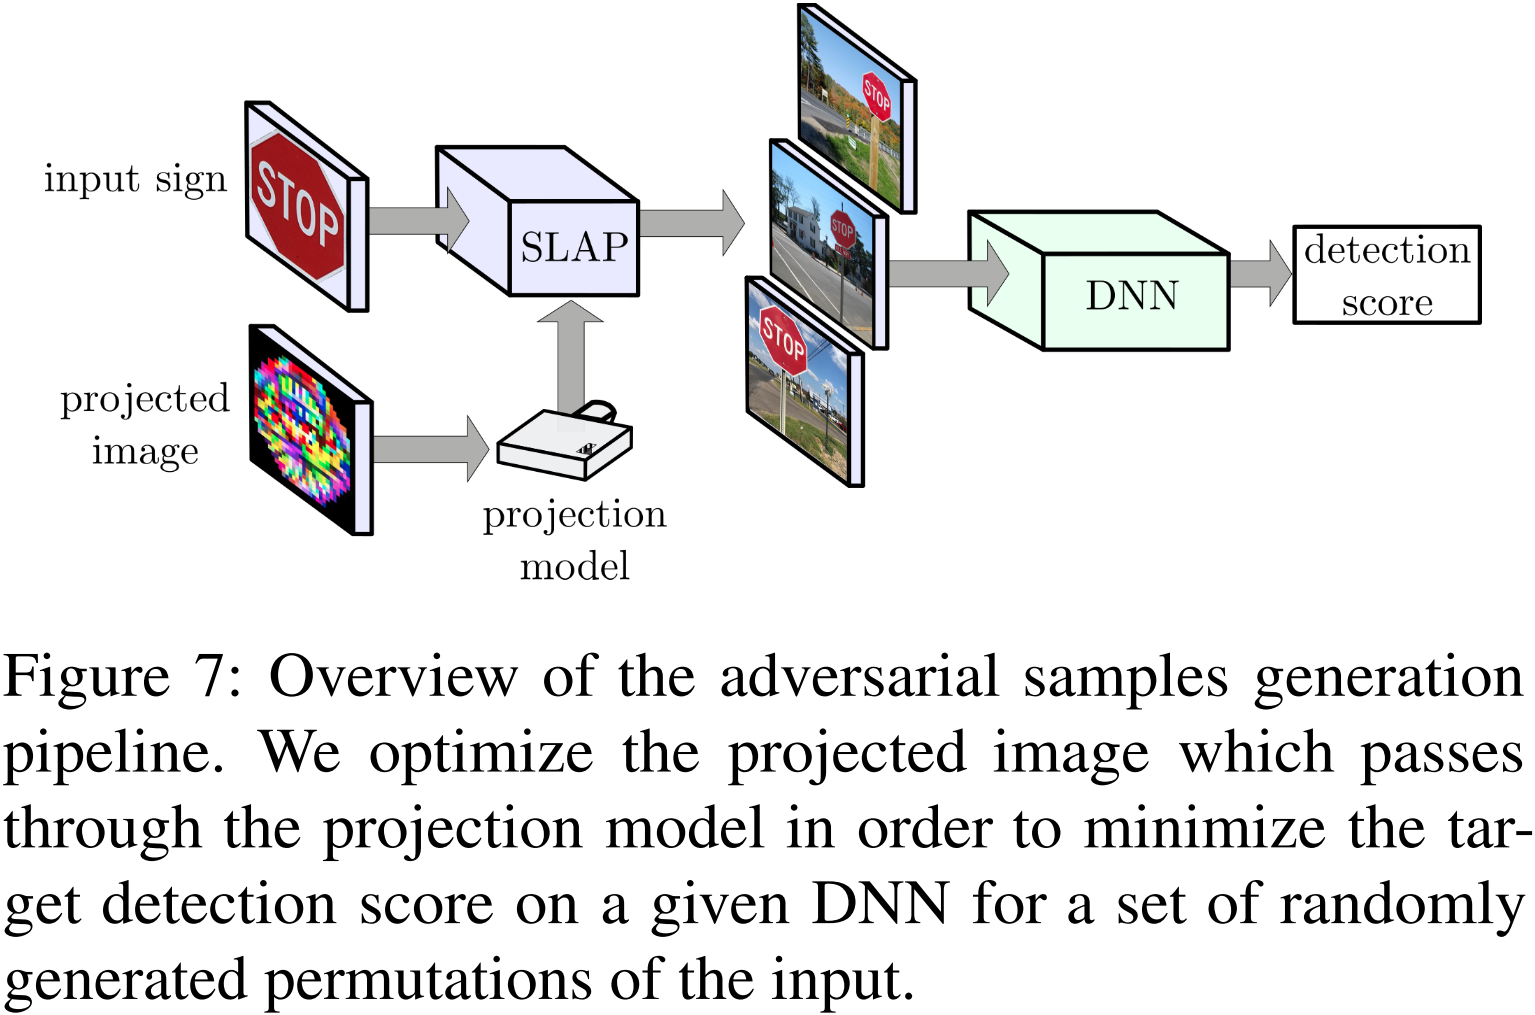 input sign
STOP
SLAP
STOP
STOP
STOP
DNN
detection
score
projected
image
projection
model
Figure 7: Overview of the adversarial samples generation
pipeline. We optimize the projected image which passes
through the projection model in order to minimize the tar-
get detection score on a given DNN for a set of randomly
generated permutations of the input.